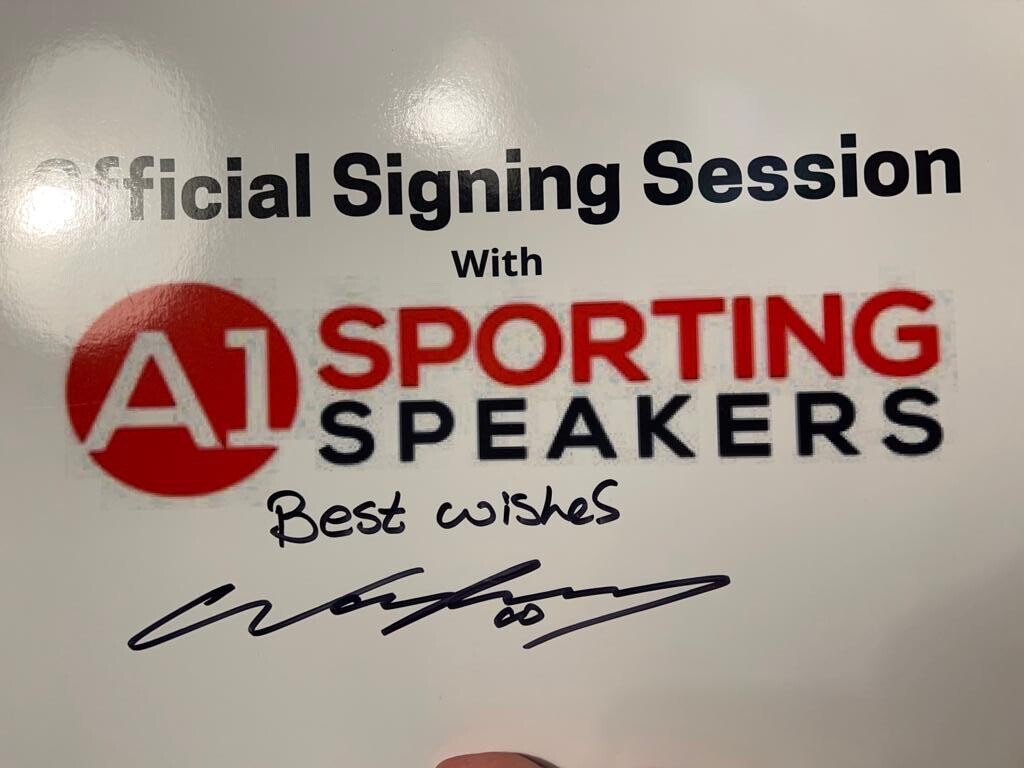 Official Signing Session
With
A1 SPORTING
SPEAKERS
Best wishes